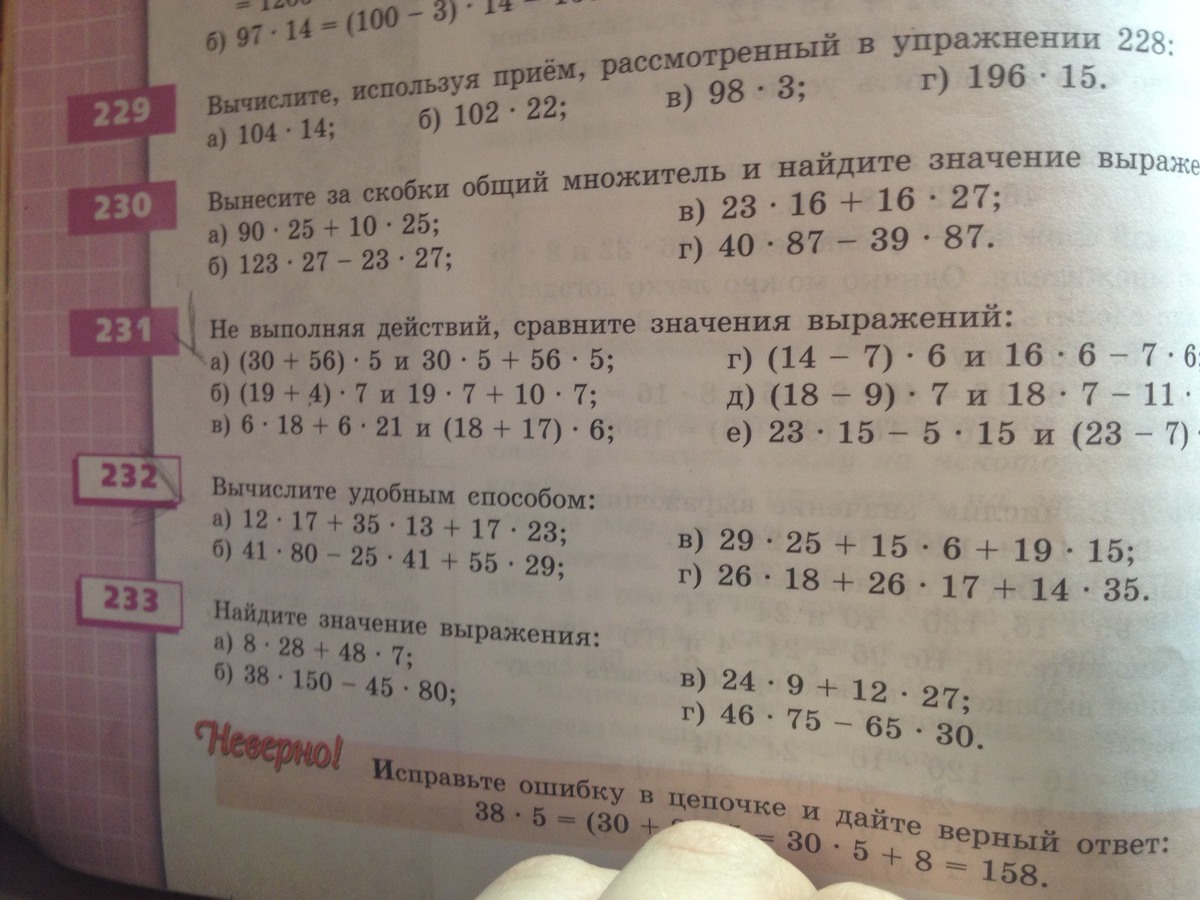 = 1200
б) 97 · 14 = (100 − 3) · 14
229
Вычислите, используя приём, рассмотренный в упражнении 228:
а) 104 · 14; б) 102 · 22; в) 98 · 3; г) 196 · 15.
230
Вынесите за скобки общий множитель и найдите значение
а) 90 · 25 + 10 · 25; в) 23 · 16 + 16 · 27;
б) 123 · 27 − 23 · 27; г) 40 · 87 − 39 · 87.
231
Не выполняя действий, сравните значения выражений:
а) (30 + 56) · 5 и 30 · 5 + 56 · 5; г) (14 − 7) · 6 и 16 · 6 − 7 · 6;
б) (19 + 4) · 7 и 19 · 7 + 10 · 7; д) (18 − 9) · 7 и 18 · 7 − 11 ·
в) 6 · 18 + 6 · 21 и (18 + 17) · 6; е) 23 · 15 − 5 · 15 и (23 − 7) ·
232
Вычислите удобным способом:
а) 12 · 17 + 35 · 13 + 17 · 23; в) 29 · 25 + 15 · 6 + 19 · 15;
б) 41 · 80 − 25 · 41 + 55 · 29; г) 26 · 18 + 26 · 17 + 14 · 35.
233
Найдите значение выражения:
а) 8 · 28 + 48 · 7; в) 24 · 9 + 12 · 27;
б) 38 · 150 − 45 · 80; г) 46 · 75 − 65 · 30.
Неверно!
Исправьте ошибку в цепочке и дайте верный ответ:
38 · 5 = (30 + = 30 · 5 + 8 = 158.